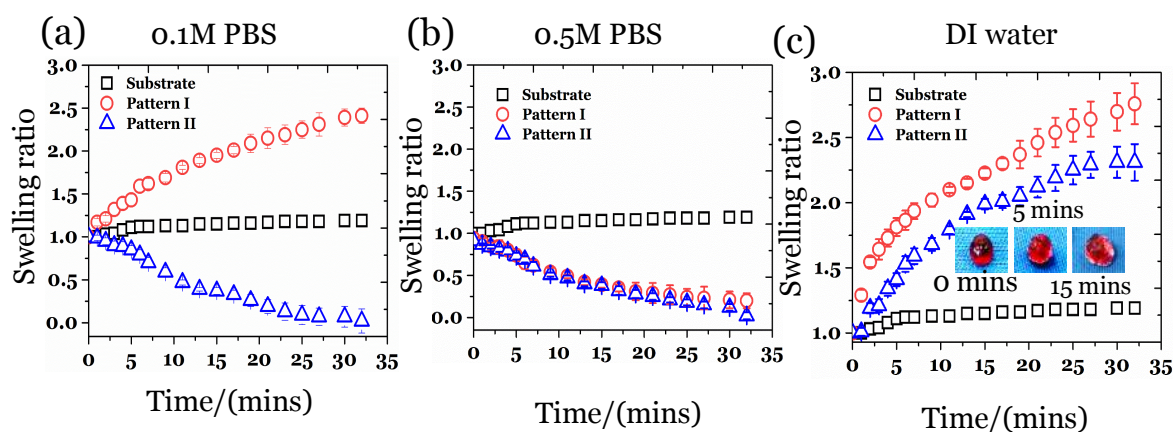 (a) 0.1M PBS
Swelling ratio
3.0
2.5
2.0
1.5
1.0
0.5
0.0
Substrate
Pattern I
Pattern II
0 5 10 15 20 25 30 35
Time/(mins)
(b) 0.5M PBS
Swelling ratio
3.0
2.5
2.0
1.5
1.0
0.5
0.0
Substrate
Pattern I
Pattern II
0 5 10 15 20 25 30 35
Time/(mins)
(c) DI water
Swelling ratio
3.0
2.5
2.0
1.5
1.0
Substrate
Pattern I
Pattern II
5 mins
0 mins
15 mins
0 5 10 15 20 25 30 35
Time/(mins)